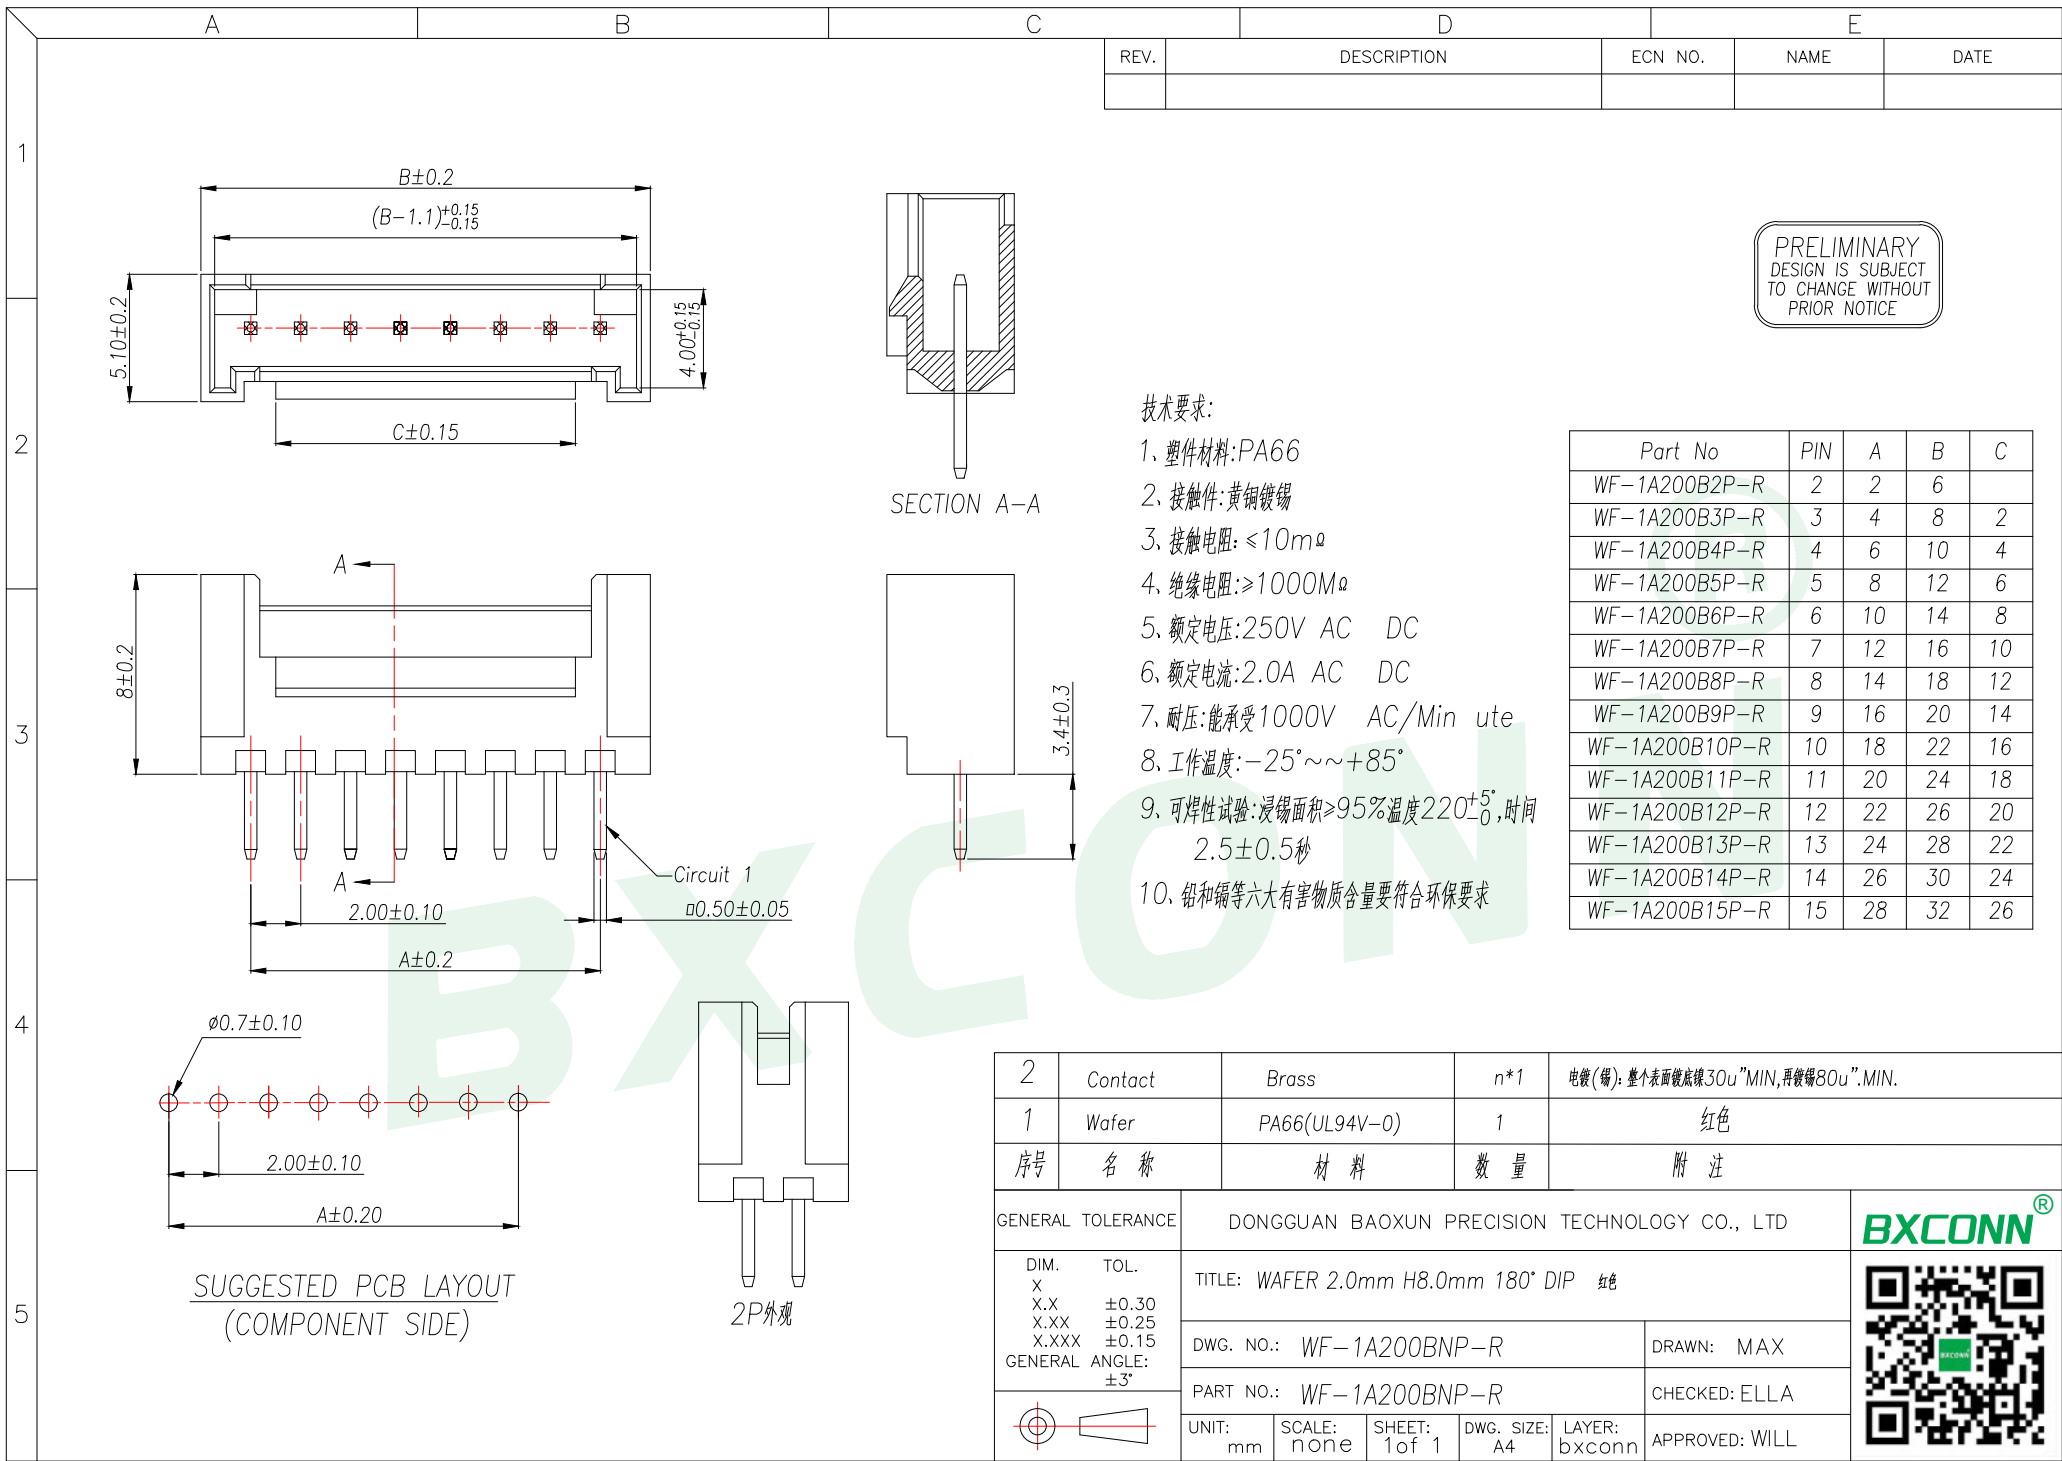 A B C D E
REV. DESCRIPTION ECN NO. NAME DATE
1
2
3
4
5
B±0.2
(B-1.1)+0.15 -0.15
5.10±0.2
4.00+0.15 -0.15
C±0.15
SECTION A-A
PRELIMINARY
DESIGN IS SUBJECT
TO CHANGE WITHOUT
PRIOR NOTICE
A
A
8±0.2
3.4±0.3
Circuit 1
2.00±0.10
□0.50±0.05
A±0.2
技术要求:
1、塑件材料:PA66
2、接触件:黄铜镀锡
3、接触电阻:≤10mΩ
4、绝缘电阻:≥1000MΩ
5、额定电压:250V AC DC
6、额定电流:2.0A AC DC
7、耐压:能承受1000V AC/Min ute
8、工作温度:-25°~~+85°
9、可焊性试验:浸锡面积≥95%温度220+5° -0,时间
2.5±0.5秒
10、铅和镉等六大有害物质含量要符合环保要求
Part No PIN A B C
WF-1A200B2P-R 2 2 6
WF-1A200B3P-R 3 4 8 2
WF-1A200B4P-R 4 6 10 4
WF-1A200B5P-R 5 8 12 6
WF-1A200B6P-R 6 10 14 8
WF-1A200B7P-R 7 12 16 10
WF-1A200B8P-R 8 14 18 12
WF-1A200B9P-R 9 16 20 14
WF-1A200B10P-R 10 18 22 16
WF-1A200B11P-R 11 20 24 18
WF-1A200B12P-R 12 22 26 20
WF-1A200B13P-R 13 24 28 22
WF-1A200B14P-R 14 26 30 24
WF-1A200B15P-R 15 28 32 26
BXCONN®
ø0.7±0.10
2.00±0.10
A±0.20
SUGGESTED PCB LAYOUT
(COMPONENT SIDE)
2P外观
2 Contact Brass n*1 电镀(锡):整个表面镀底镍30u"MIN,再镀锡80u".MIN.
1 Wafer PA66(UL94V-0) 1 红色
序号 名 称 材 料 数 量 附 注
GENERAL TOLERANCE
DIM. TOL.
X
X.X ±0.30
X.XX ±0.25
X.XXX ±0.15
GENERAL ANGLE:
±3°
DONGGUAN BAOXUN PRECISION TECHNOLOGY CO., LTD
TITLE: WAFER 2.0mm H8.0mm 180° DIP 红色
DWG. NO.: WF-1A200BNP-R
DRAWN: MAX
PART NO.: WF-1A200BNP-R
CHECKED: ELLA
UNIT: mm
SCALE: none
SHEET: 1of 1
DWG. SIZE: A4
LAYER: bxconn
APPROVED: WILL
BXCONN®
BXCONN